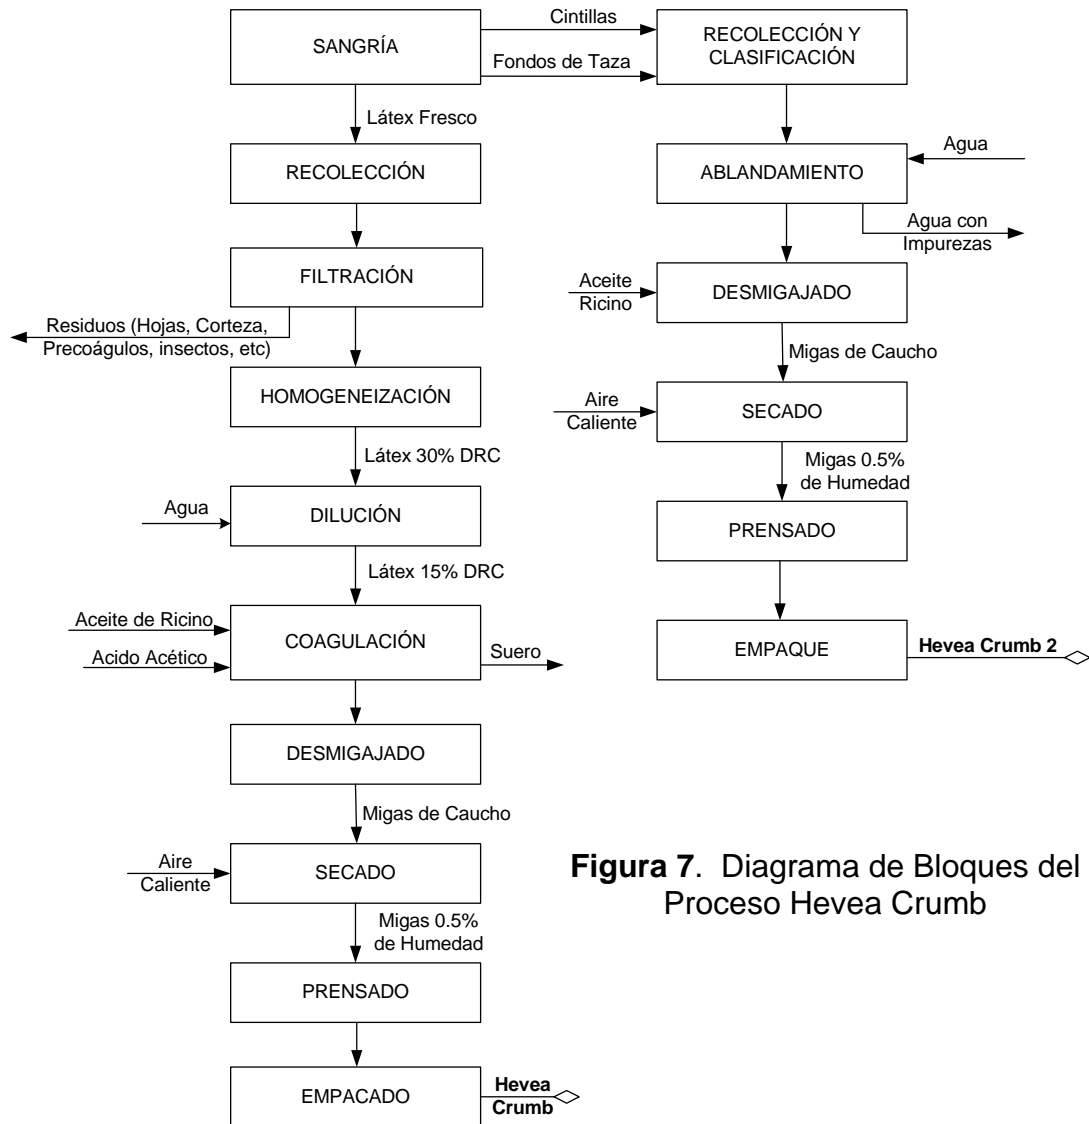 SANGRÍA
Cintillas
Fondos de Taza
RECOLECCIÓN Y
CLASIFICACIÓN
Látex Fresco
RECOLECCIÓN
ABLANDAMIENTO
Agua
Agua con
Impurezas
FILTRACIÓN
Aceite
Ricino
DESMIGAJADO
Residuos (Hojas, Corteza,
Precoágulos, insectos, etc)
Migas de Caucho
HOMOGENEIZACIÓN
Aire
Caliente
SECADO
Látex 30% DRC
Migas 0.5%
de Humedad
Agua
DILUCIÓN
PRENSADO
Látex 15% DRC
Aceite de Ricino
Acido Acético
COAGULACIÓN
Suero
EMPAQUE
Hevea Crumb 2
DESMIGAJADO
Migas de Caucho
Aire
Caliente
SECADO
Figura 7. Diagrama de Bloques del
Proceso Hevea Crumb
Migas 0.5%
de Humedad
PRENSADO
EMPACADO
Hevea
Crumb